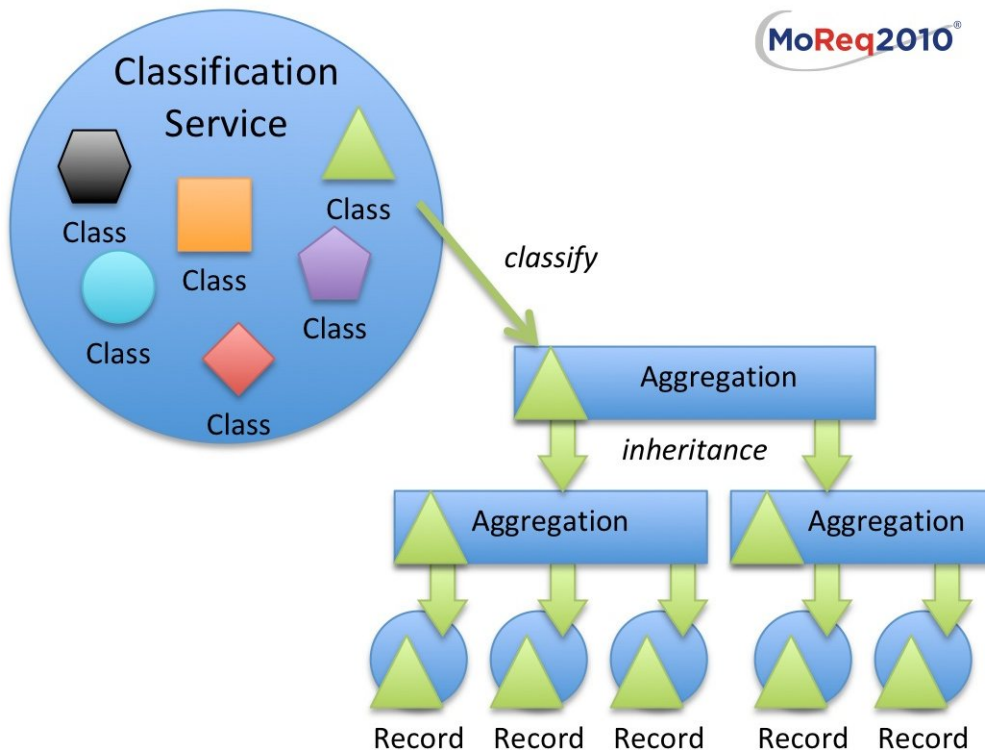 MoReq2010®
Classification
Service
Class
Class
Class
Class
Class
Class
classify
Aggregation
inheritance
Aggregation
Aggregation
Record
Record
Record
Record
Record